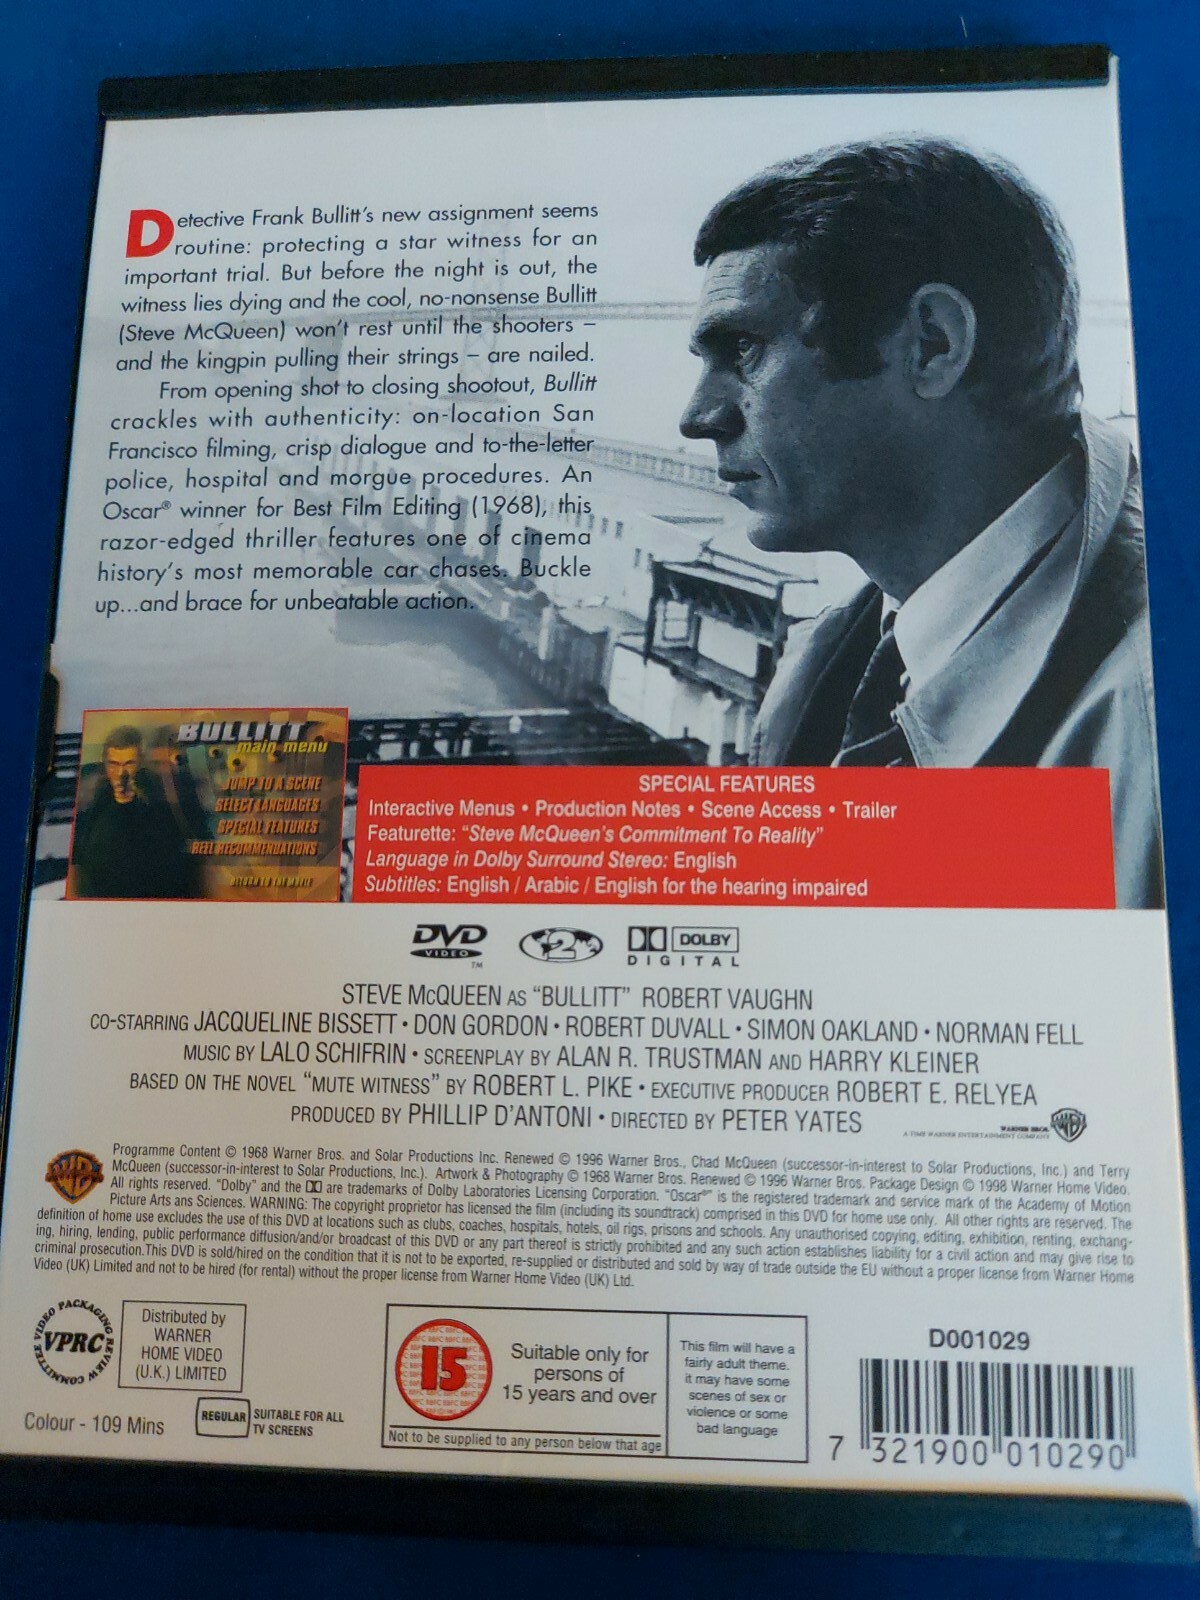 Detective Frank Bullitt's new assignment seems
routine: protecting a star witness for an
important trial. But before the night is out, the
witness lies dying and the cool, no-nonsense Bullitt
(Steve McQueen) won't rest until the shooters –
and the kingpin pulling their strings – are nailed.
From opening shot to closing shootout, Bullitt
crackles with authenticity: on-location San
Francisco filming, crisp dialogue and to-the-letter
police, hospital and morgue procedures. An
Oscar® winner for Best Film Editing (1968), this
razor-edged thriller features one of cinema
history's most memorable car chases. Buckle
up...and brace for unbeatable action.
BULLITT
main menu
JUMP TO A SCENE
SELECT LANGUAGES
SPECIAL FEATURES
REEL RECOMMENDATIONS
RETURN TO THE MOVIE
SPECIAL FEATURES
Interactive Menus • Production Notes • Scene Access • Trailer
Featurette: "Steve McQueen's Commitment To Reality"
Language in Dolby Surround Stereo: English
Subtitles: English / Arabic / English for the hearing impaired
DVD VIDEO ™ 2 DOLBY DIGITAL
STEVE McQUEEN AS "BULLITT" ROBERT VAUGHN
CO-STARRING JACQUELINE BISSETT • DON GORDON • ROBERT DUVALL • SIMON OAKLAND • NORMAN FELL
MUSIC BY LALO SCHIFRIN • SCREENPLAY BY ALAN R. TRUSTMAN AND HARRY KLEINER
BASED ON THE NOVEL "MUTE WITNESS" BY ROBERT L. PIKE • EXECUTIVE PRODUCER ROBERT E. RELYEA
PRODUCED BY PHILLIP D'ANTONI • DIRECTED BY PETER YATES
WARNER BROS.
A TIME WARNER ENTERTAINMENT COMPANY
Programme Content © 1968 Warner Bros. and Solar Productions Inc. Renewed © 1996 Warner Bros., Chad McQueen (successor-in-interest to Solar Productions, Inc.) and Terry
McQueen (successor-in-interest to Solar Productions, Inc.). Artwork & Photography © 1968 Warner Bros. Renewed © 1996 Warner Bros. Package Design © 1998 Warner Home Video.
All rights reserved. "Dolby" and the are trademarks of Dolby Laboratories Licensing Corporation. "Oscar®" is the registered trademark and service mark of the Academy of Motion
Picture Arts ans Sciences. WARNING: The copyright proprietor has licensed the film (including its soundtrack) comprised in this DVD for home use only. All other rights are reserved. The
definition of home use excludes the use of this DVD at locations such as clubs, coaches, hospitals, hotels, oil rigs, prisons and schools. Any unauthorised copying, editing, exhibition, renting, exchang-
ing, hiring, lending, public performance diffusion/and/or broadcast of this DVD or any part thereof is strictly prohibited and any such action establishes liability for a civil action and may give rise to
criminal prosecution.This DVD is sold/hired on the condition that it is not to be exported, re-supplied or distributed and sold by way of trade outside the EU without a proper license from Warner Home
Video (UK) Limited and not to be hired (for rental) without the proper license from Warner Home Video (UK) Ltd.
VIDEO PACKAGING REVIEW COMMITTEE
VPRC
Distributed by
WARNER
HOME VIDEO
(U.K.) LIMITED
Colour - 109 Mins
REGULAR SUITABLE FOR ALL
TV SCREENS
15
Suitable only for
persons of
15 years and over
Not to be supplied to any person below that age
This film will have a
fairly adult theme.
it may have some
scenes of sex or
violence or some
bad language
D001029
7 321900 010290